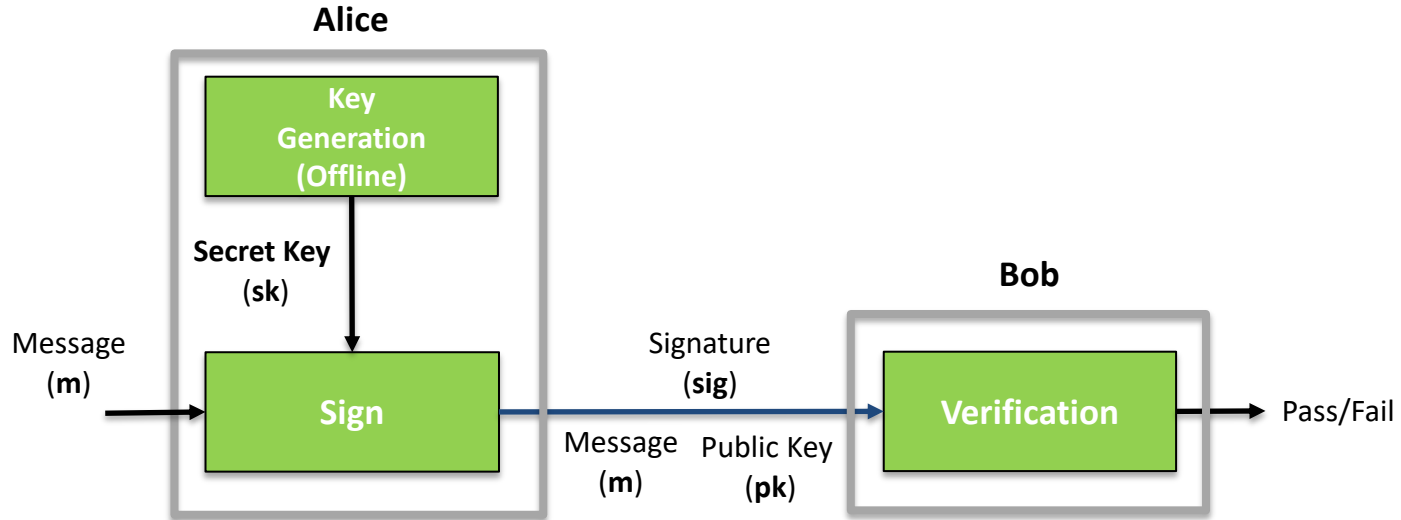 Alice
Key
Generation
(Offline)
Secret Key
(sk)
Message
(m)
Sign
Signature
(sig)
Message
(m)
Public Key
(pk)
Bob
Verification
Pass/Fail